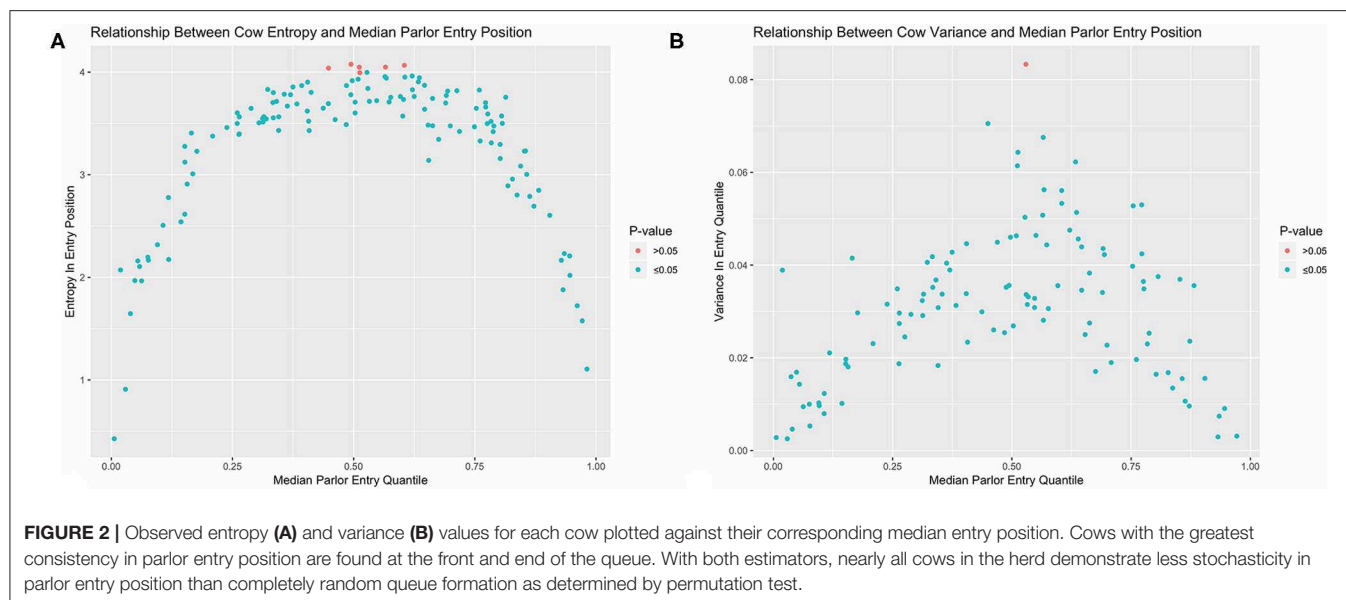 A
Relationship Between Cow Entropy and Median Parlor Entry Position
Entropy In Entry Position
4
3
2
1
0.00 0.25 0.50 0.75 1.00
Median Parlor Entry Quantile
P-value
>0.05
≤0.05
B
Relationship Between Cow Variance and Median Parlor Entry Position
Variance In Entry Quantile
0.08
0.06
0.04
0.02
0.00
0.00 0.25 0.50 0.75 1.00
Median Parlor Entry Quantile
P-value
>0.05
≤0.05
FIGURE 2 | Observed entropy (A) and variance (B) values for each cow plotted against their corresponding median entry position. Cows with the greatest
consistency in parlor entry position are found at the front and end of the queue. With both estimators, nearly all cows in the herd demonstrate less stochasticity in
parlor entry position than completely random queue formation as determined by permutation test.